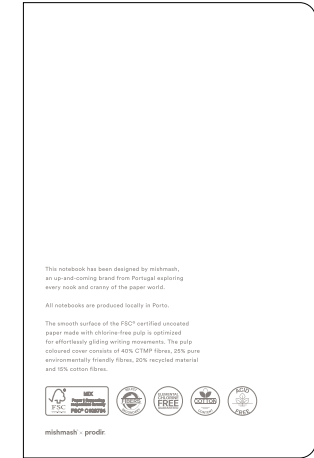 This notebook has been designed by mishmash,
an up-and-coming brand from Portugal exploring
every nook and cranny of the paper world.
All notebooks are produced locally in Porto.
The smooth surface of the FSC® certified uncoated
paper made with chlorine-free pulp is optimized
for effortlessly gliding writing movements. The pulp
coloured cover consists of 40% CTMP fibres, 25% pure
environmentally friendly fibres, 20% recycled material
and 15% cotton fibres.
FSC
MIX
ELEMENTAL
CHLORINE
FREE
COTTON
ACID
FREE
mishmash × prodir